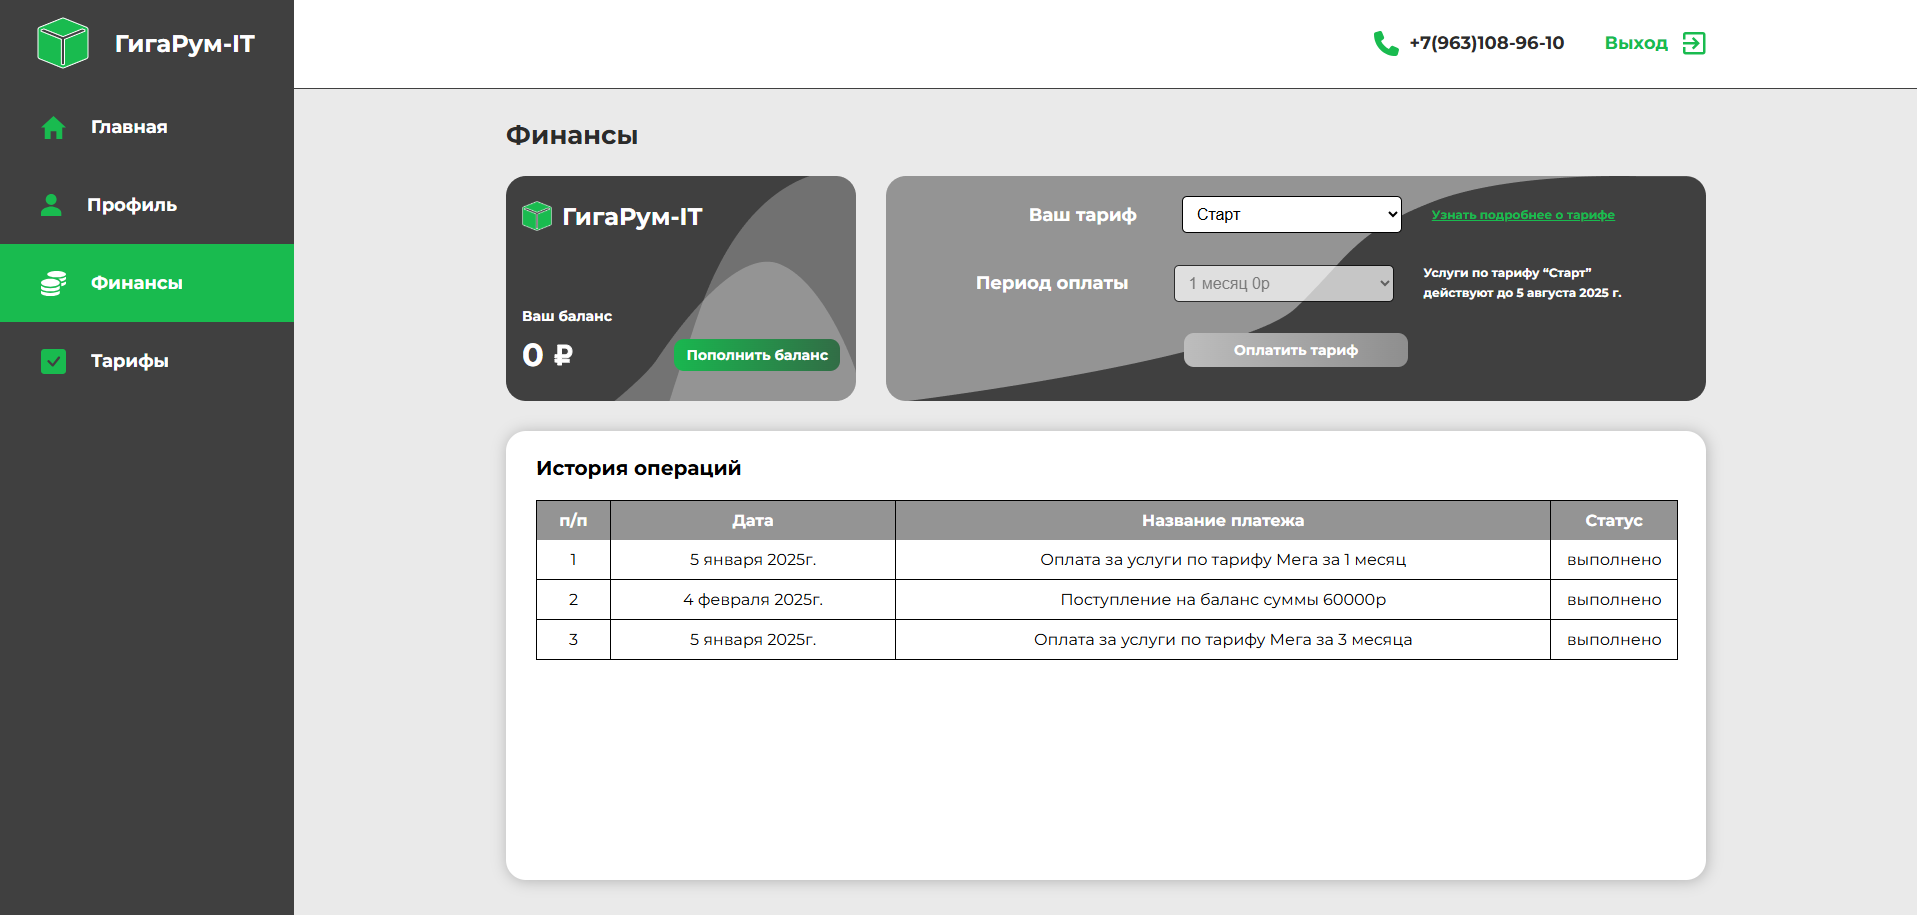 ГигаРум-IT
+7(963)108-96-10
Выход
Главная
Профиль
Финансы
Тарифы
Финансы
ГигаРум-IT
Ваш баланс
0 ₽
Пополнить баланс
Ваш тариф
Старт
Узнать подробнее о тарифе
Период оплаты
1 месяц 0р
Услуги по тарифу “Старт”
действуют до 5 августа 2025 г.
Оплатить тариф
История операций
п/п Дата Название платежа Статус
1 5 января 2025г. Оплата за услуги по тарифу Мега за 1 месяц выполнено
2 4 февраля 2025г. Поступление на баланс суммы 60000р выполнено
3 5 января 2025г. Оплата за услуги по тарифу Мега за 3 месяца выполнено